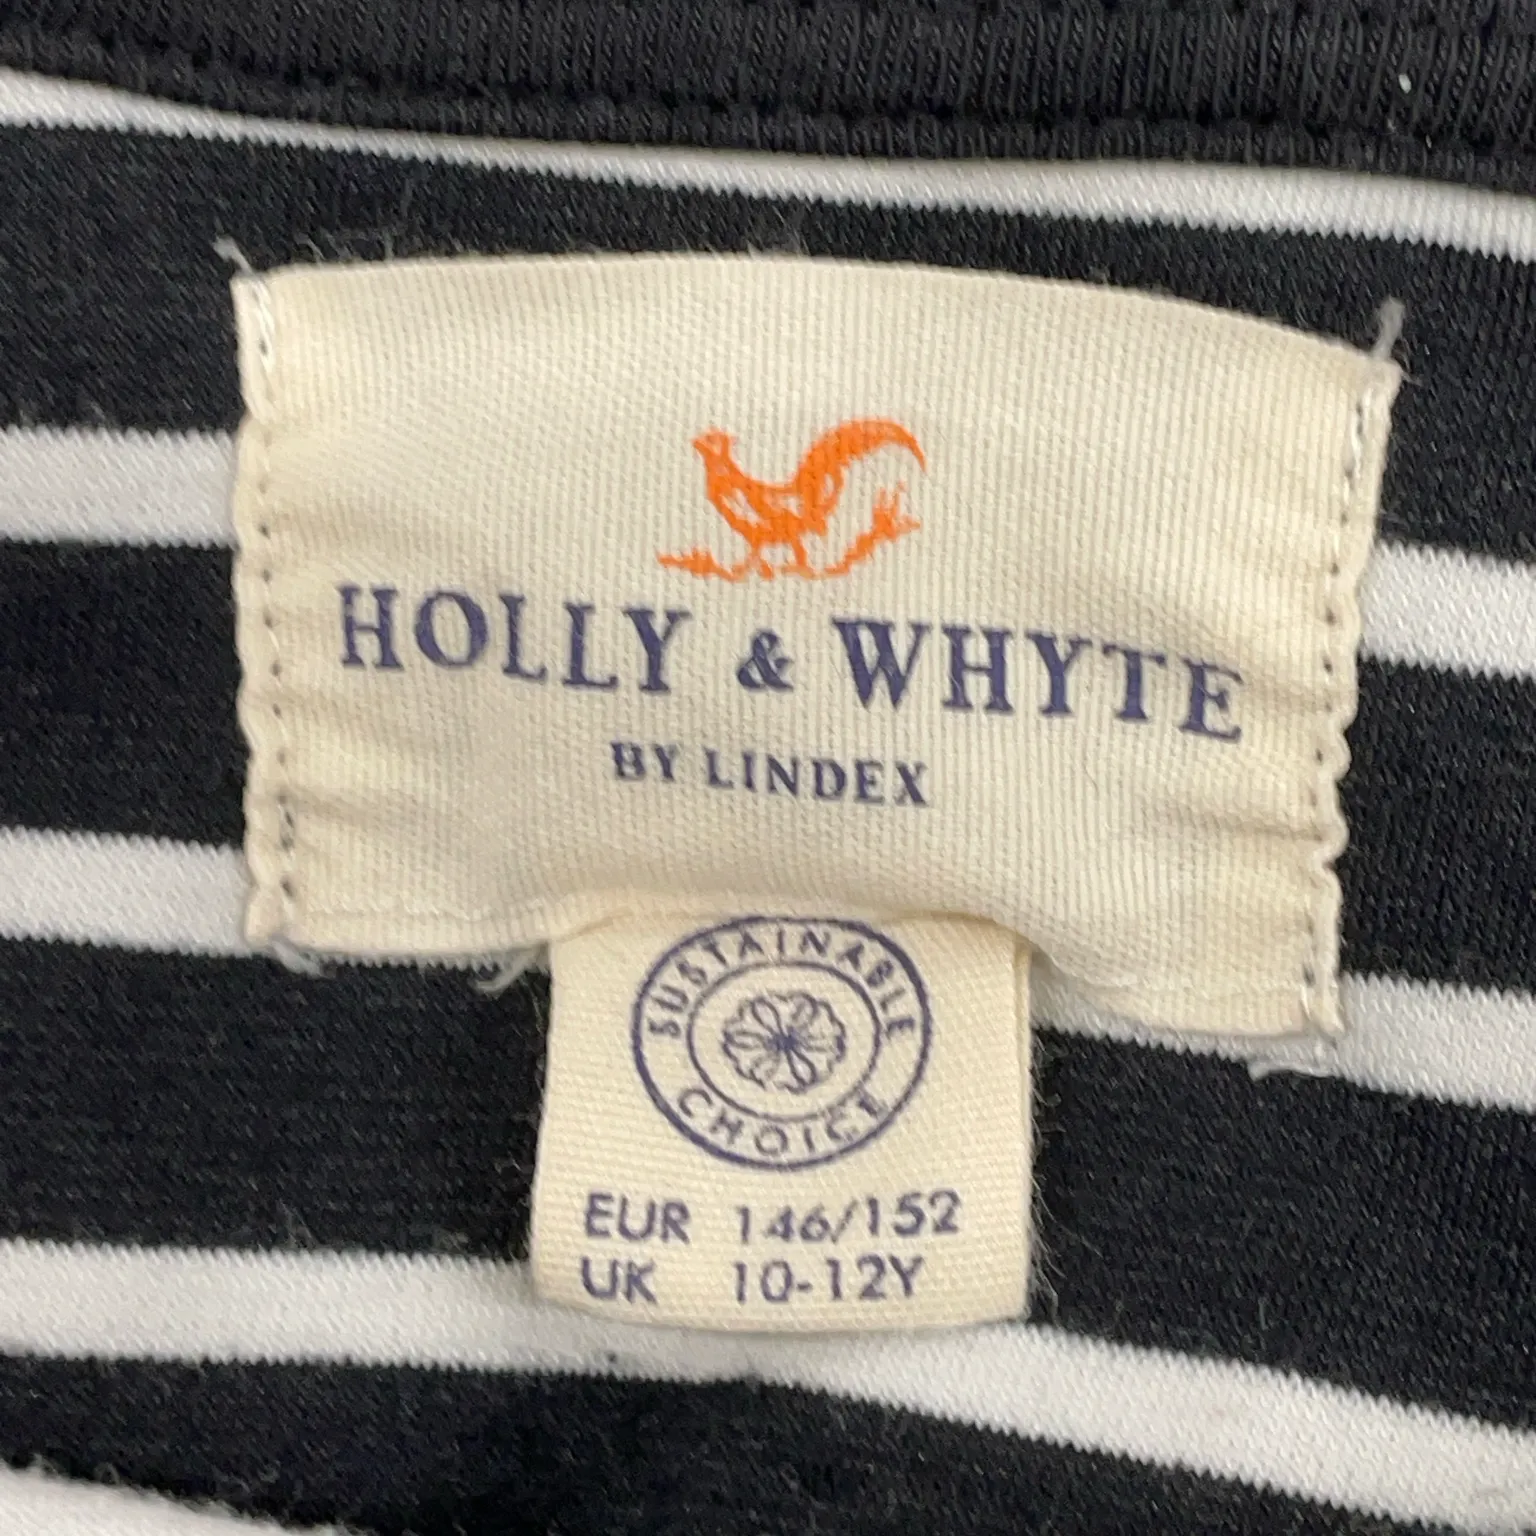 HOLLY & WHYTE
BY LINDEX
SUSTAINABLE
CHOICE
EUR 146/152
UK 10-12Y